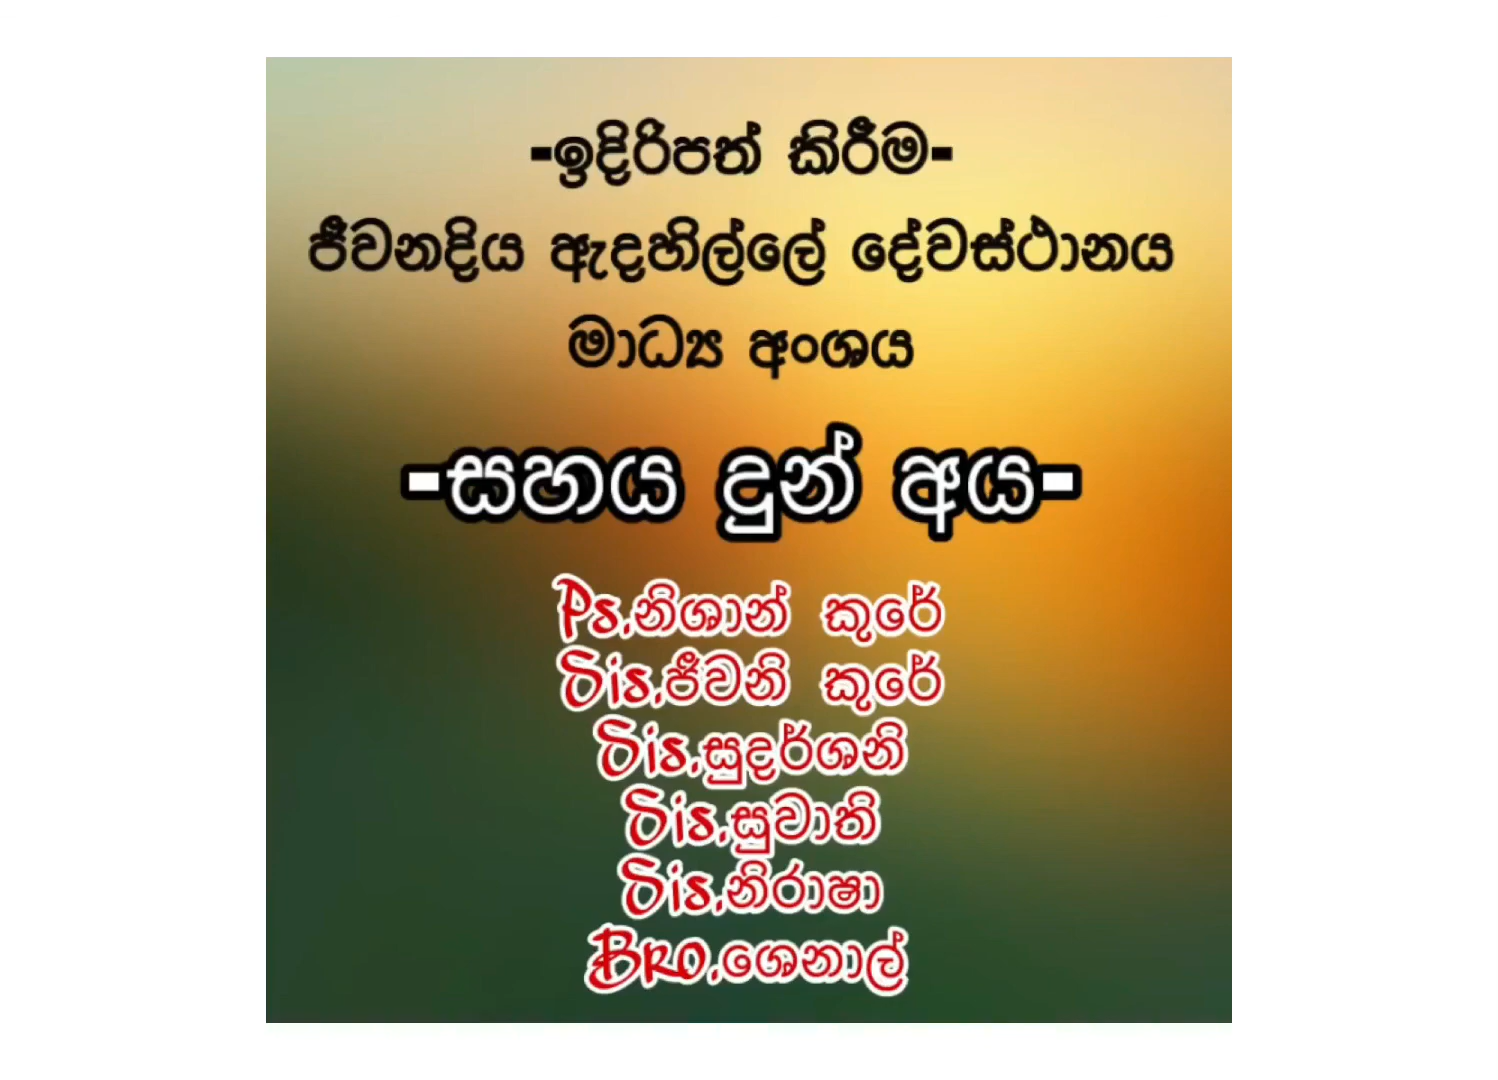 -ඉදිරිපත් කිරීම-
ජීවනදිය ඇදහිල්ලේ දේවස්ථානය
මාධ්‍ය අංශය
-සහය දුන් අය-
Ps.නිශාන් කුරේ
Sis.ජීවනි කුරේ
Sis.සුදර්ශනි
Sis.සුවාති
Sis.නිරාෂා
Bro.ශෙනාල්